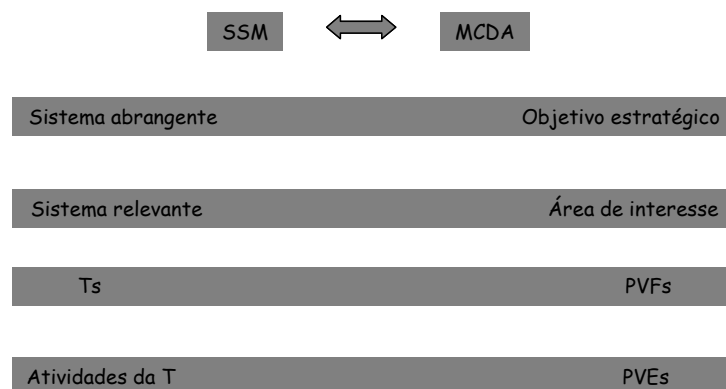 SSM MCDA
Sistema abrangente Objetivo estratégico
Sistema relevante Área de interesse
Ts PVFs
Atividades da T PVEs